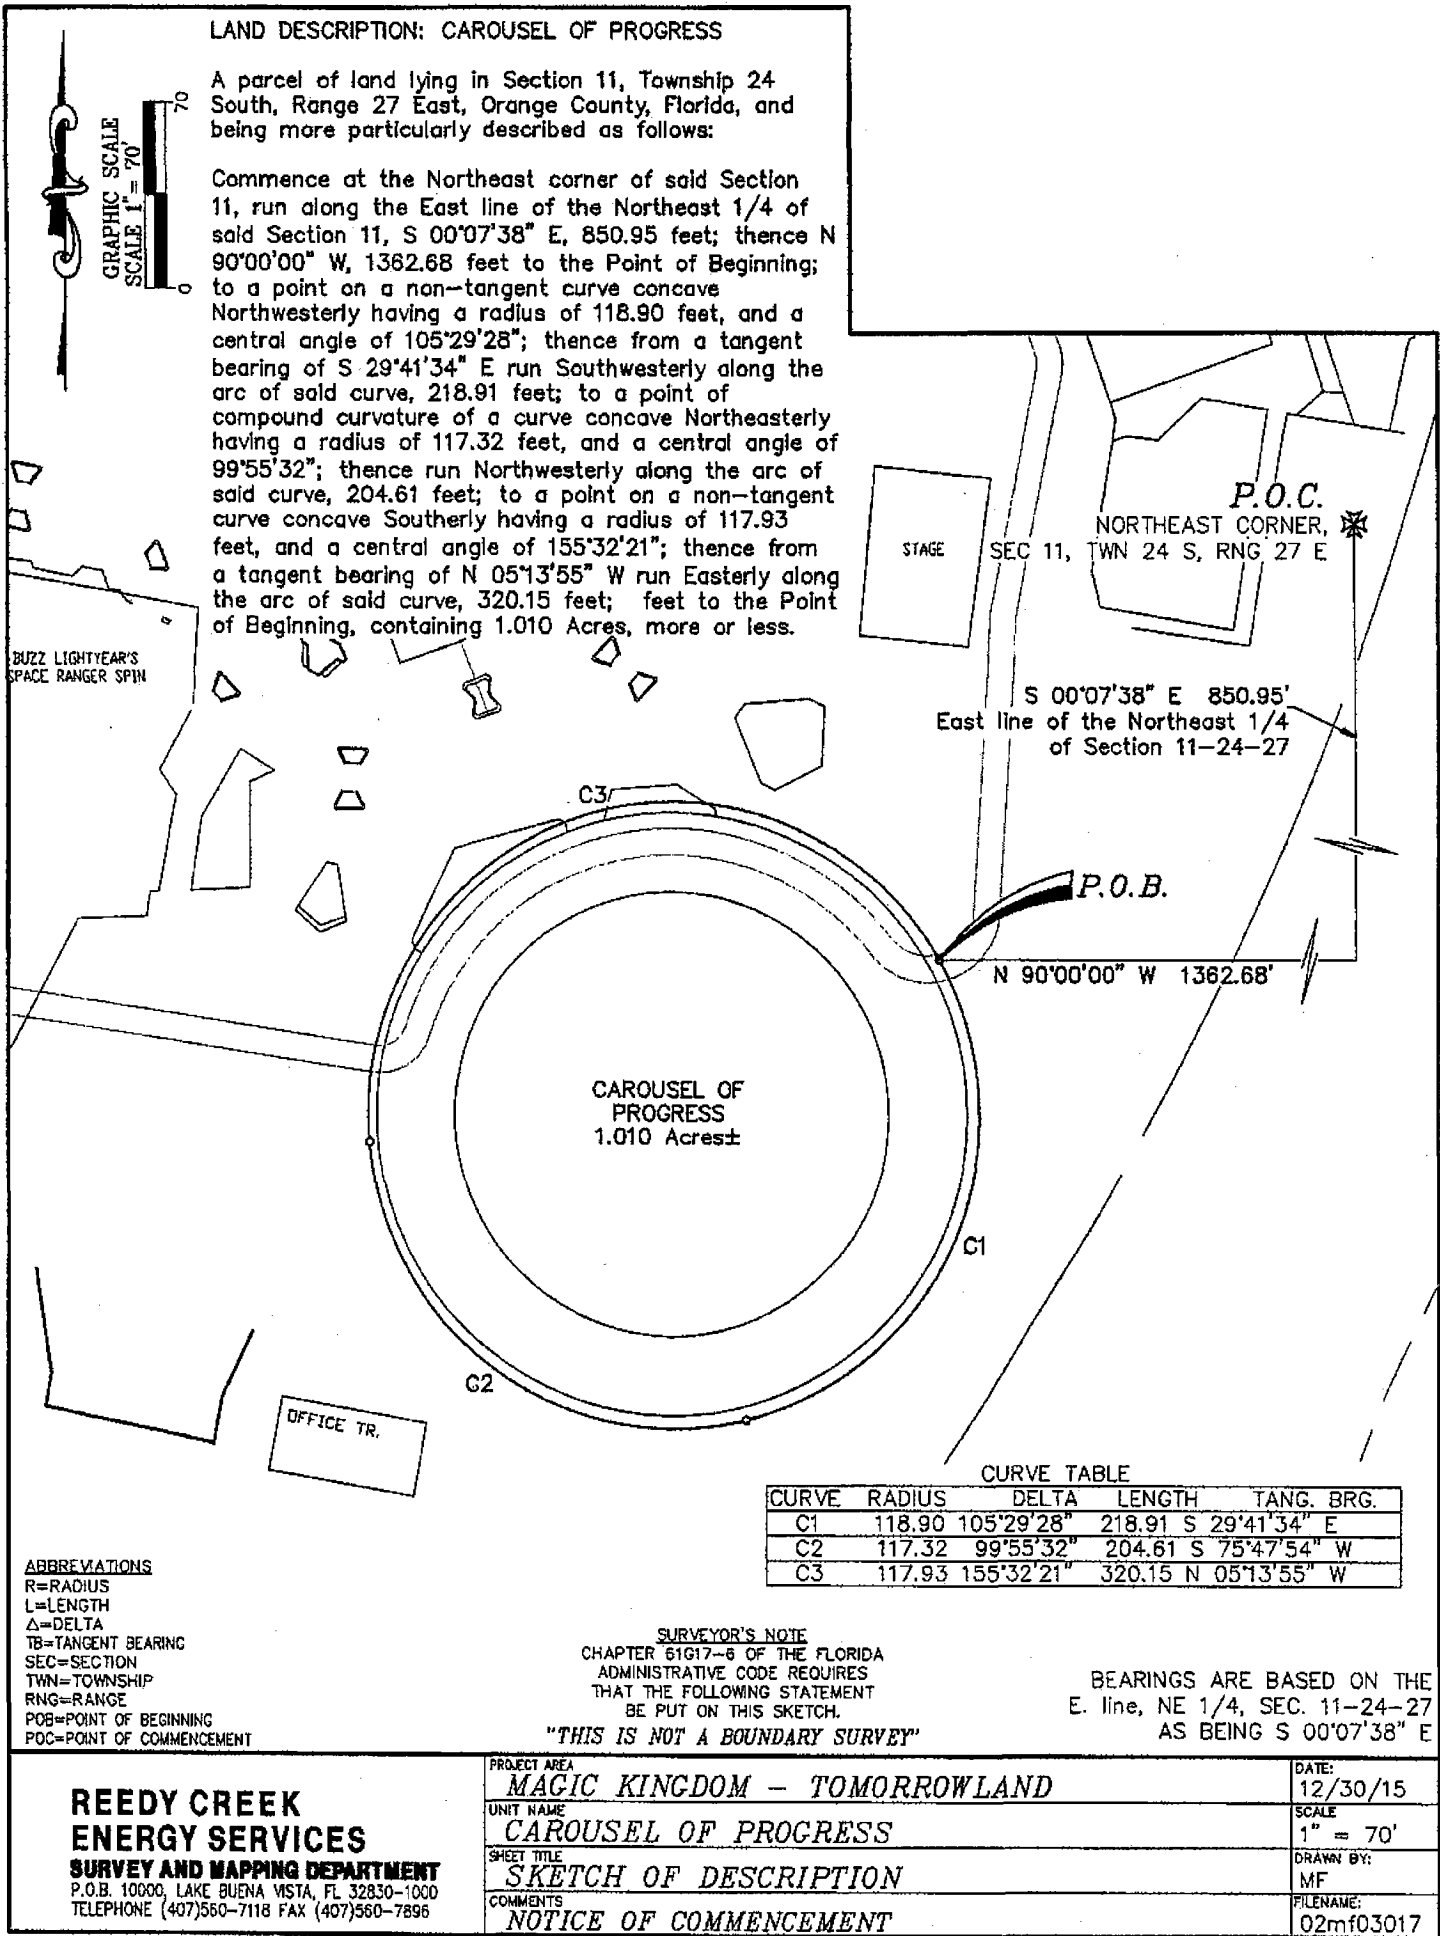 LAND DESCRIPTION: CAROUSEL OF PROGRESS
A parcel of land lying in Section 11, Township 24
South, Range 27 East, Orange County, Florida, and
being more particularly described as follows:
Commence at the Northeast corner of said Section
11, run along the East line of the Northeast 1/4 of
said Section 11, S 00°07'38" E, 850.95 feet; thence N
90°00'00" W, 1362.68 feet to the Point of Beginning;
to a point on a non-tangent curve concave
Northwesterly having a radius of 118.90 feet, and a
central angle of 105°29'28"; thence from a tangent
bearing of S 29°41'34" E run Southwesterly along the
arc of said curve, 218.91 feet; to a point of
compound curvature of a curve concave Northeasterly
having a radius of 117.32 feet, and a central angle of
99°55'32"; thence run Northwesterly along the arc of
said curve, 204.61 feet; to a point on a non-tangent
curve concave Southerly having a radius of 117.93
feet, and a central angle of 155°32'21"; thence from
a tangent bearing of N 05°13'55" W run Easterly along
the arc of said curve, 320.15 feet; feet to the Point
of Beginning, containing 1.010 Acres, more or less.
GRAPHIC SCALE
SCALE 1" = 70'
0
70
P.O.C.
NORTHEAST CORNER,
SEC 11, TWN 24 S, RNG 27 E
STAGE
BUZZ LIGHTYEAR'S
SPACE RANGER SPIN
S 00°07'38" E 850.95'
East line of the Northeast 1/4
of Section 11-24-27
C3
P.O.B.
N 90°00'00" W 1362.68'
CAROUSEL OF
PROGRESS
1.010 Acres±
C1
C2
OFFICE TR.
CURVE TABLE
CURVE RADIUS DELTA LENGTH TANG. BRG.
C1 118.90 105°29'28" 218.91 S 29°41'34" E
C2 117.32 99°55'32" 204.61 S 75°47'54" W
C3 117.93 155°32'21" 320.15 N 05°13'55" W
ABBREVIATIONS
R=RADIUS
L=LENGTH
Δ=DELTA
TB=TANGENT BEARING
SEC=SECTION
TWN=TOWNSHIP
RNG=RANGE
POB=POINT OF BEGINNING
POC=POINT OF COMMENCEMENT
SURVEYOR'S NOTE
CHAPTER 61G17-6 OF THE FLORIDA
ADMINISTRATIVE CODE REQUIRES
THAT THE FOLLOWING STATEMENT
BE PUT ON THIS SKETCH.
"THIS IS NOT A BOUNDARY SURVEY"
BEARINGS ARE BASED ON THE
E. line, NE 1/4, SEC. 11-24-27
AS BEING S 00°07'38" E
REEDY CREEK
ENERGY SERVICES
SURVEY AND MAPPING DEPARTMENT
P.O.B. 10000, LAKE BUENA VISTA, FL 32830-1000
TELEPHONE (407)560-7118 FAX (407)560-7896
PROJECT AREA
MAGIC KINGDOM - TOMORROWLAND
UNIT NAME
CAROUSEL OF PROGRESS
SHEET TITLE
SKETCH OF DESCRIPTION
COMMENTS
NOTICE OF COMMENCEMENT
DATE:
12/30/15
SCALE
1" = 70'
DRAWN BY:
MF
FILENAME:
02mf03017